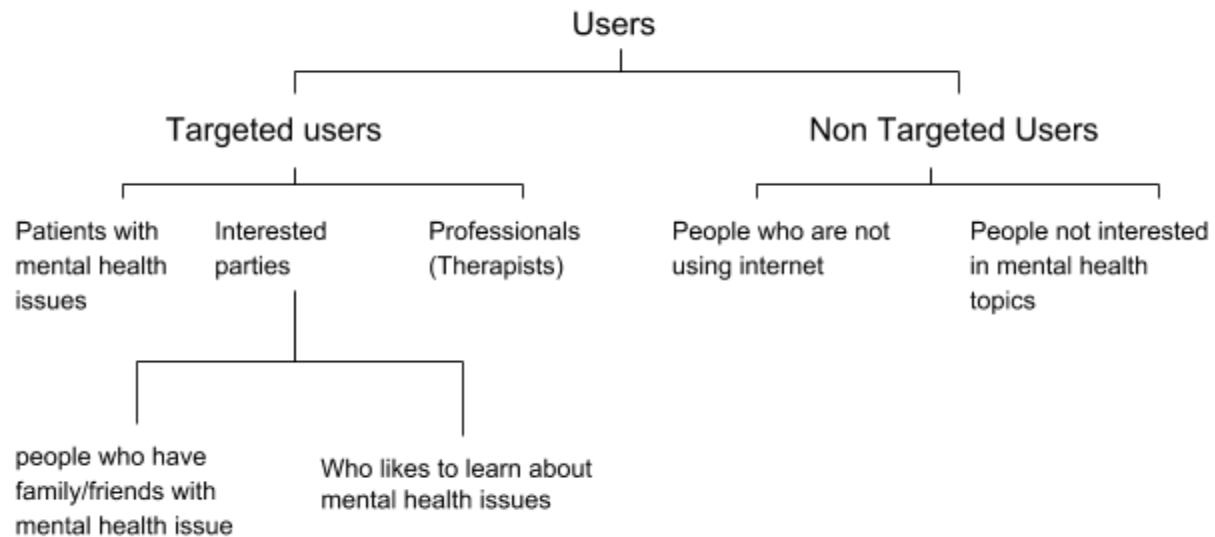 Users
Targeted users
Non Targeted Users
Patients with
mental health
issues
Interested
parties
Professionals
(Therapists)
People who are not
using internet
People not interested
in mental health
topics
people who have
family/friends with
mental health issue
Who likes to learn about
mental health issues